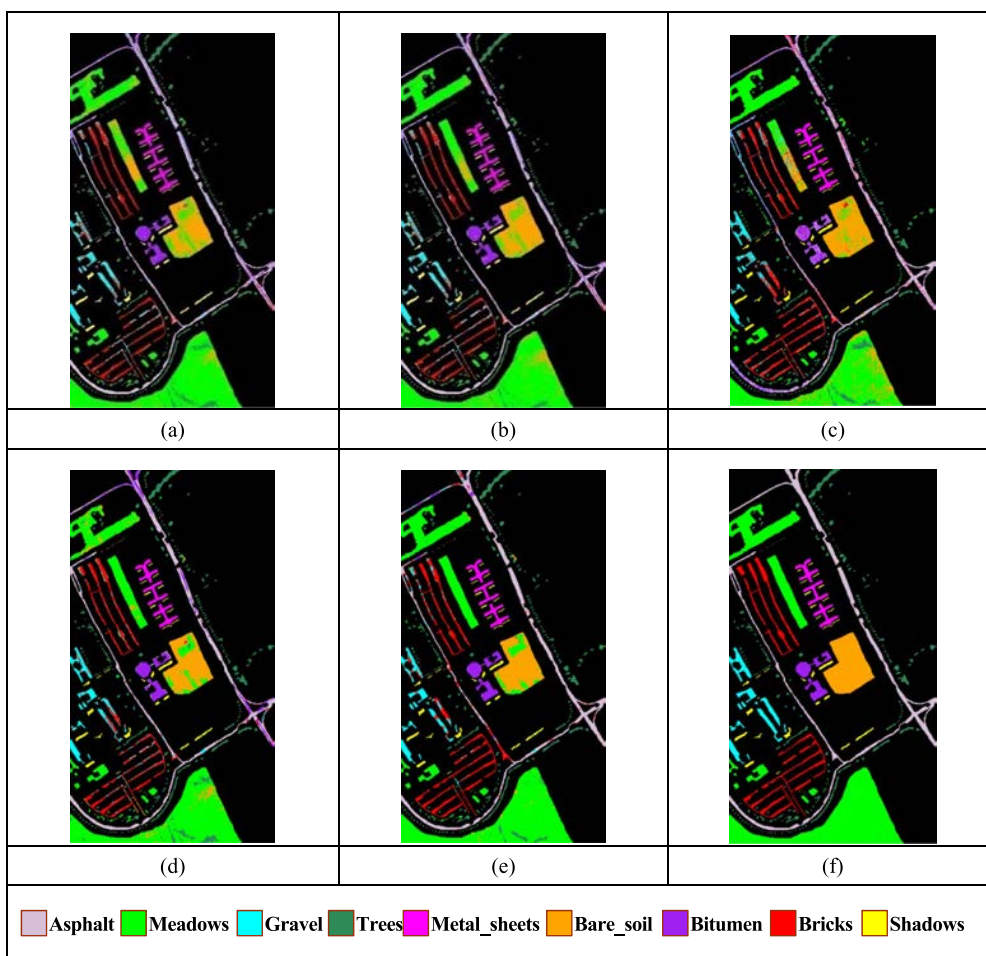 (a) (b) (c)
(d) (e) (f)
Asphalt Meadows Gravel Trees Metal_sheets Bare_soil Bitumen Bricks Shadows